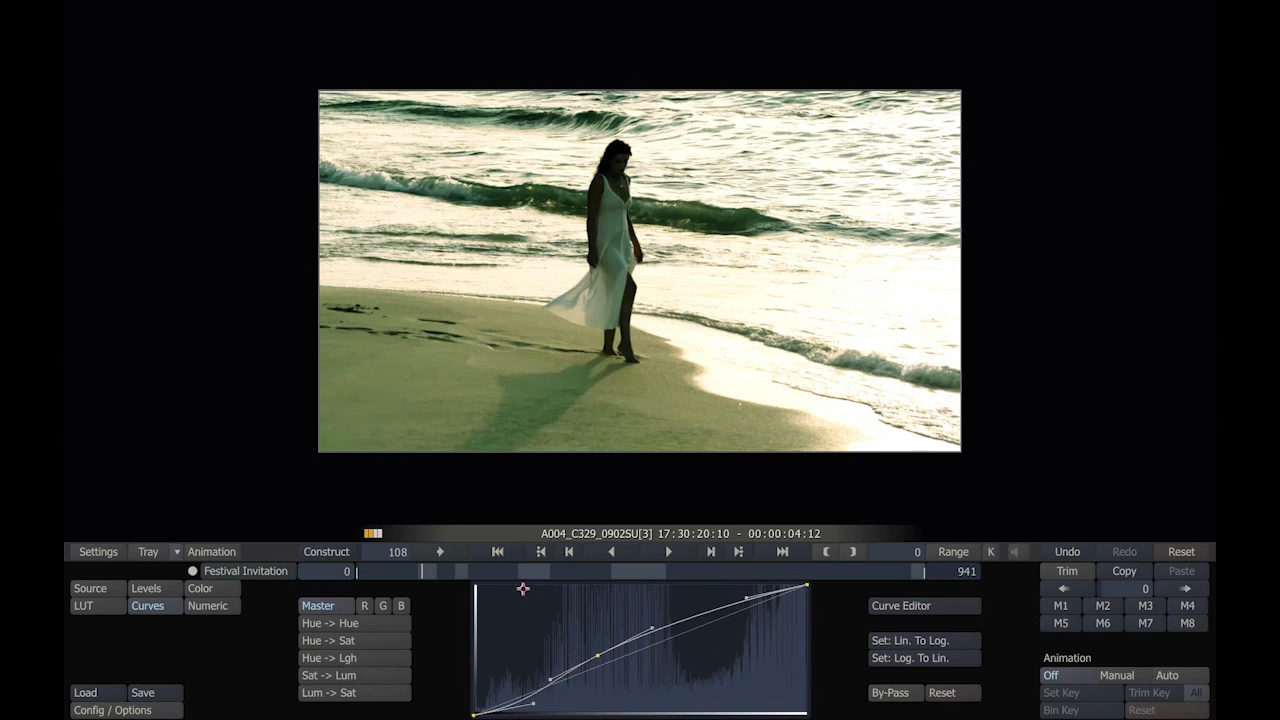 A004_C329_0902SU[3] 17:30:20:10 - 00:00:04:12
Settings Tray Animation Construct 108 0 Range K Undo Redo Reset
Festival Invitation 0 941 Trim Copy Paste
Source Levels Color 0
LUT Curves Numeric Master R G B Curve Editor M1 M2 M3 M4
Hue -> Hue M5 M6 M7 M8
Hue -> Sat Set: Lin. To Log.
Hue -> Lgh Set: Log. To Lin. Animation
Sat -> Lum Off Manual Auto
Load Save Lum -> Sat By-Pass Reset Set Key Trim Key All
Config / Options Bin Key Reset